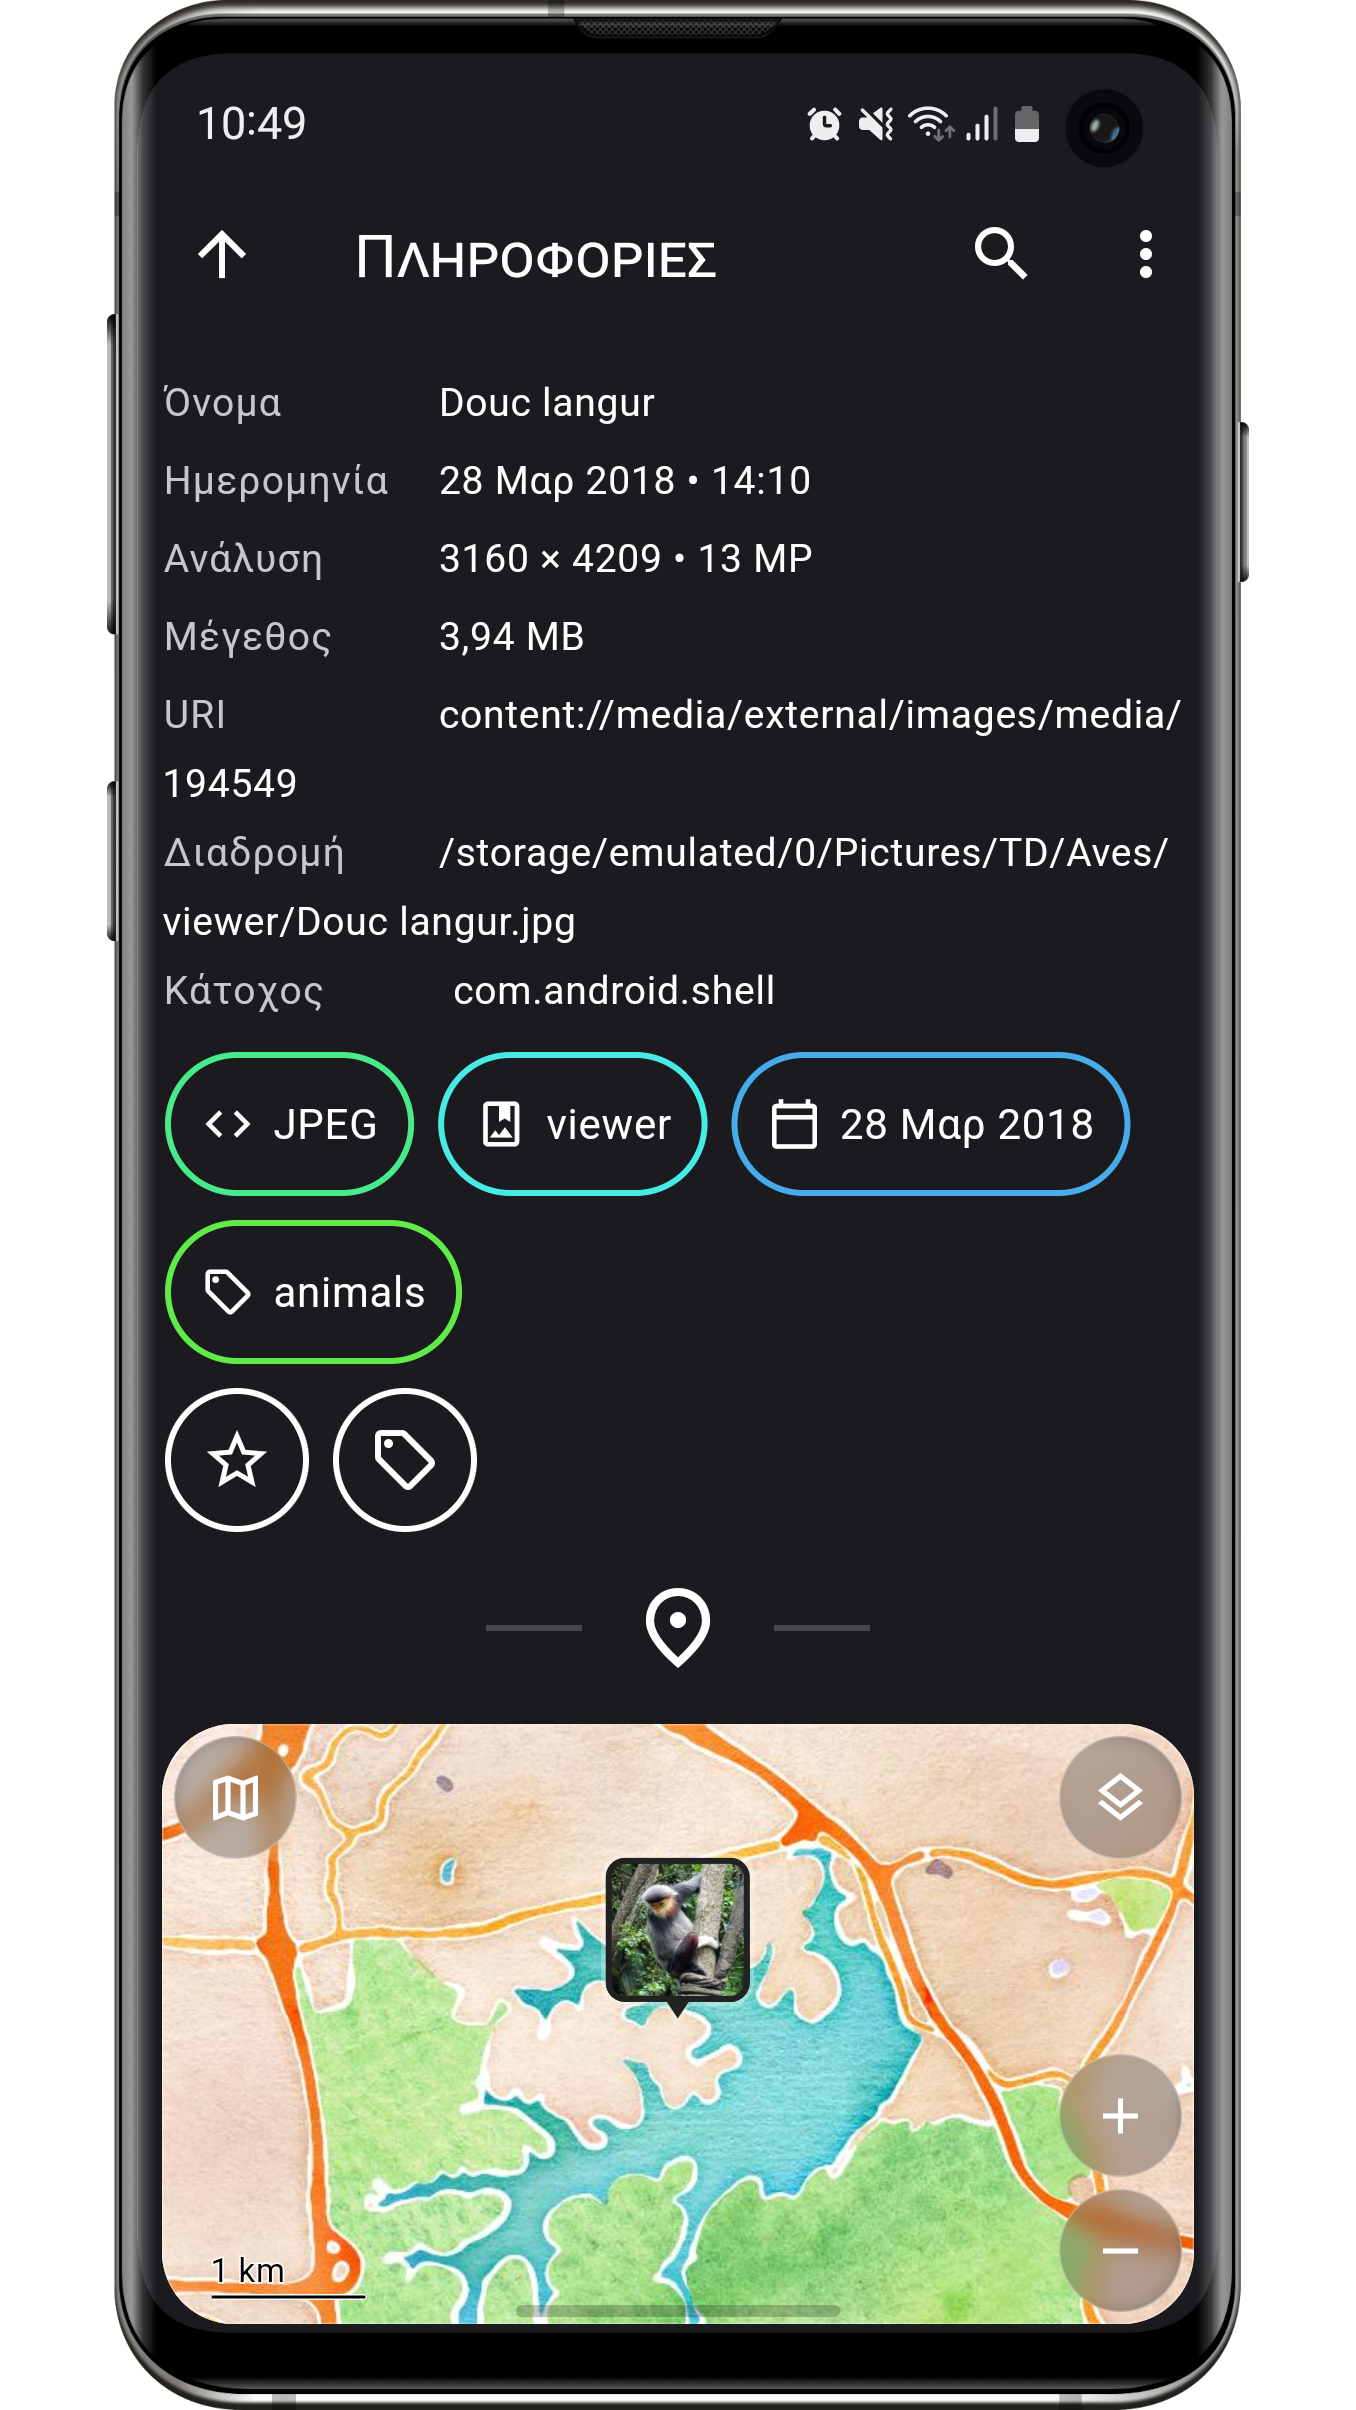 10:49
Πληροφορίες
Όνομα Douc langur
Ημερομηνία 28 Μαρ 2018 • 14:10
Ανάλυση 3160 × 4209 • 13 MP
Μέγεθος 3,94 MB
URI content://media/external/images/media/
194549
Διαδρομή /storage/emulated/0/Pictures/TD/Aves/
viewer/Douc langur.jpg
Κάτοχος com.android.shell
JPEG viewer 28 Μαρ 2018
animals
1 km